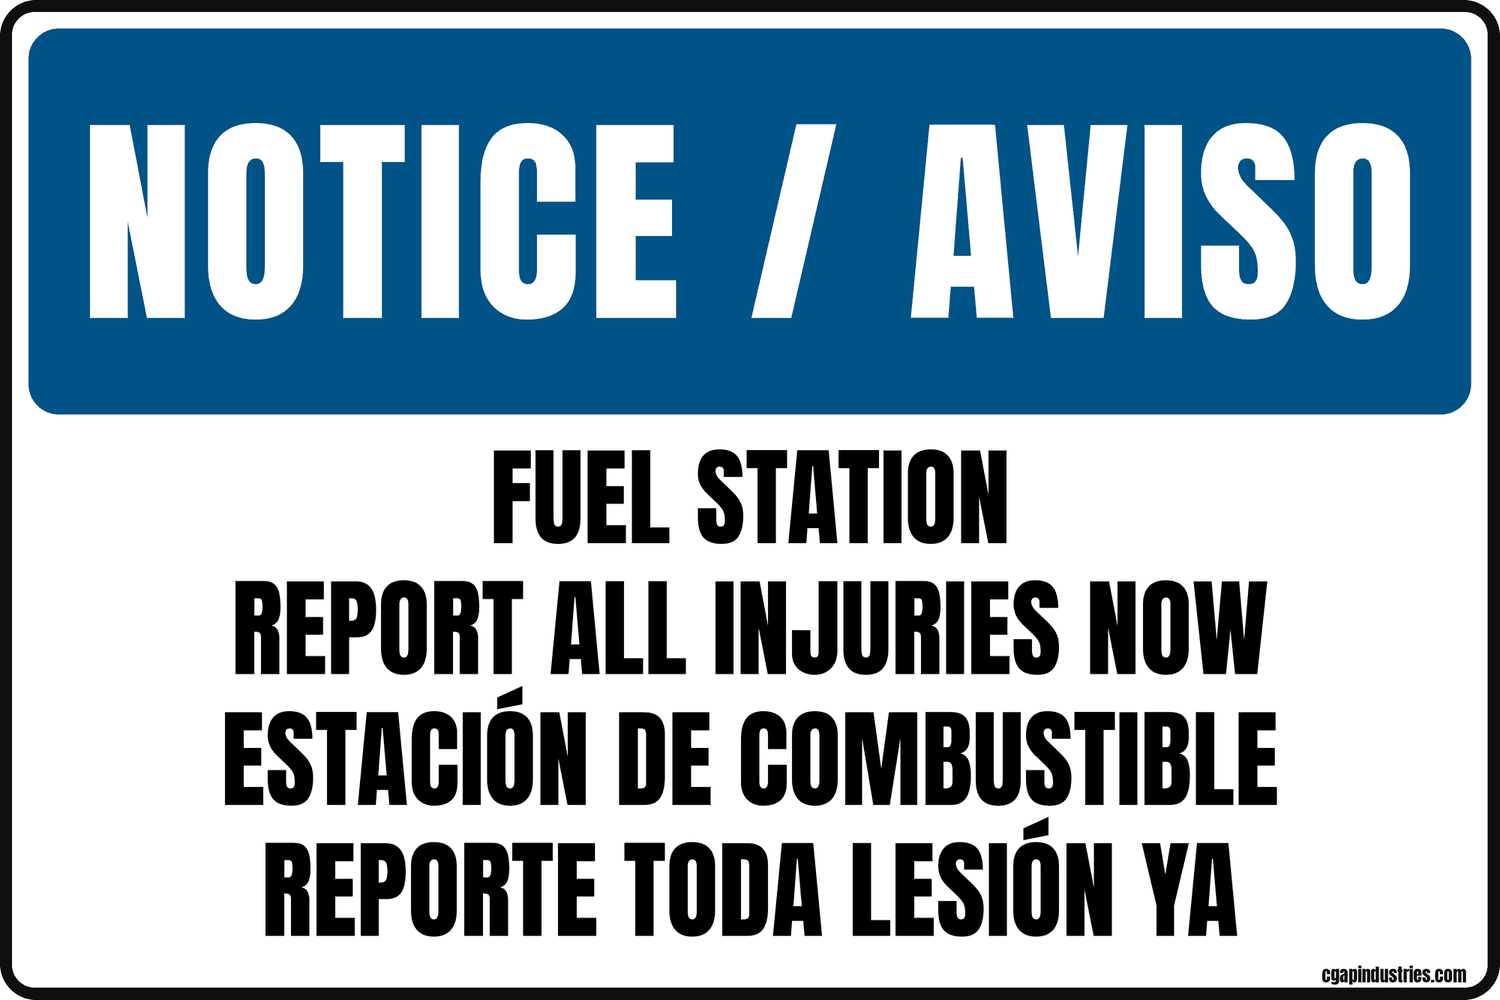 NOTICE / AVISO
FUEL STATION
REPORT ALL INJURIES NOW
ESTACIÓN DE COMBUSTIBLE
REPORTE TODA LESIÓN YA
cgapindustries.com